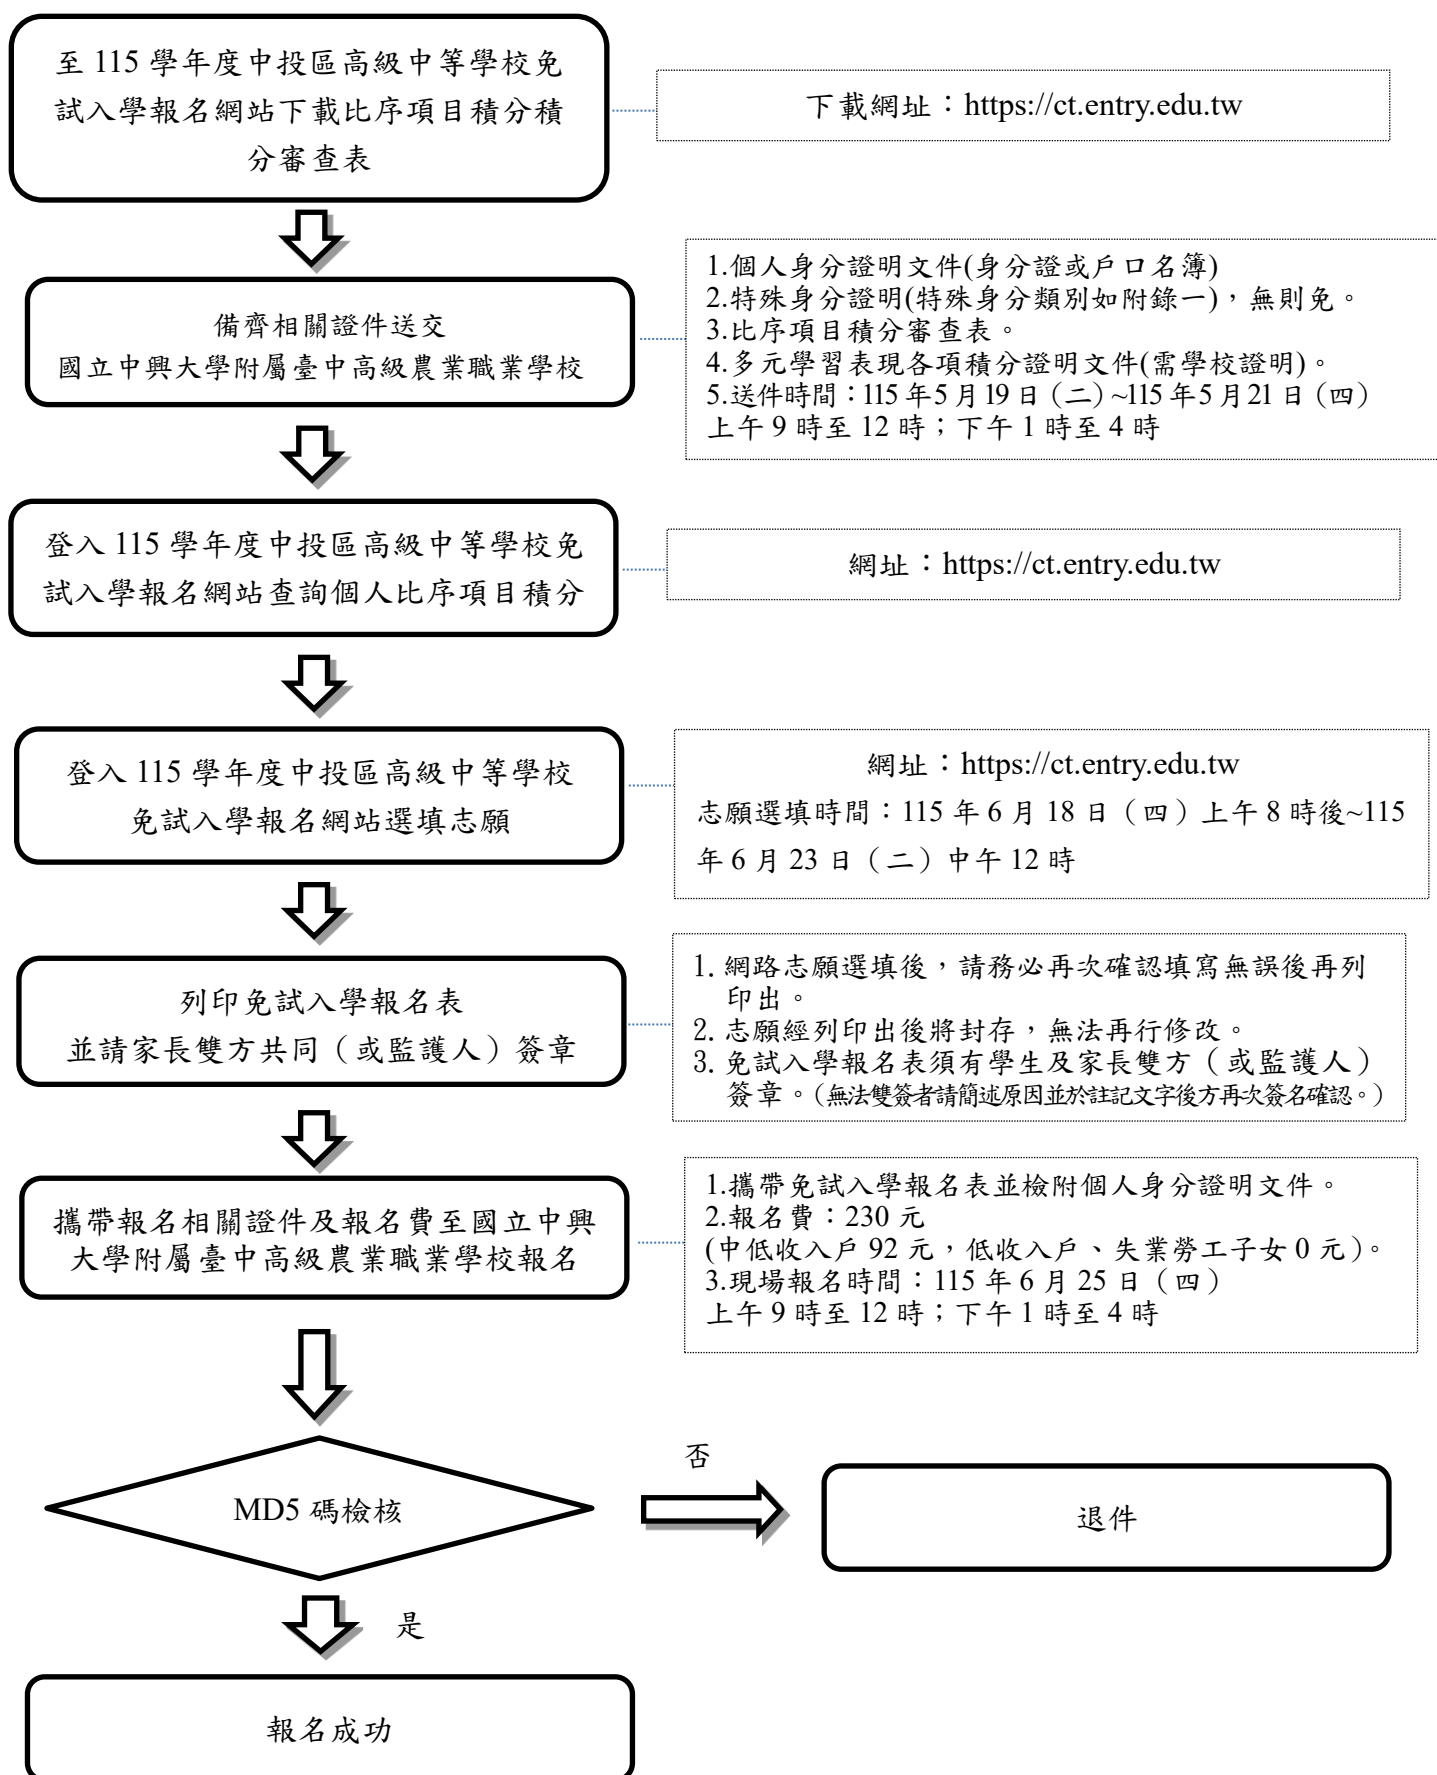 至 115 學年度中投區高級中等學校免
試入學報名網站下載比序項目積分積
分審查表
下載網址：https://ct.entry.edu.tw
備齊相關證件送交
國立中興大學附屬臺中高級農業職業學校
1.個人身分證明文件(身分證或戶口名簿)
2.特殊身分證明(特殊身分類別如附錄一)，無則免。
3.比序項目積分審查表。
4.多元學習表現各項積分證明文件(需學校證明)。
5.送件時間：115 年 5 月 19 日（二）~115 年 5 月 21 日（四）
上午 9 時至 12 時；下午 1 時至 4 時
登入 115 學年度中投區高級中等學校免
試入學報名網站查詢個人比序項目積分
網址：https://ct.entry.edu.tw
登入 115 學年度中投區高級中等學校
免試入學報名網站選填志願
網址：https://ct.entry.edu.tw
志願選填時間：115 年 6 月 18 日（四）上午 8 時後~115
年 6 月 23 日（二）中午 12 時
列印免試入學報名表
並請家長雙方共同（或監護人）簽章
1. 網路志願選填後，請務必再次確認填寫無誤後再列
印出。
2. 志願經列印出後將封存，無法再行修改。
3. 免試入學報名表須有學生及家長雙方（或監護人）
簽章。（無法雙簽者請簡述原因並於註記文字後方再次簽名確認。）
攜帶報名相關證件及報名費至國立中興
大學附屬臺中高級農業職業學校報名
1.攜帶免試入學報名表並檢附個人身分證明文件。
2.報名費：230 元
(中低收入戶 92 元，低收入戶、失業勞工子女 0 元)。
3.現場報名時間：115 年 6 月 25 日（四）
上午 9 時至 12 時；下午 1 時至 4 時
MD5 碼檢核
否
退件
是
報名成功